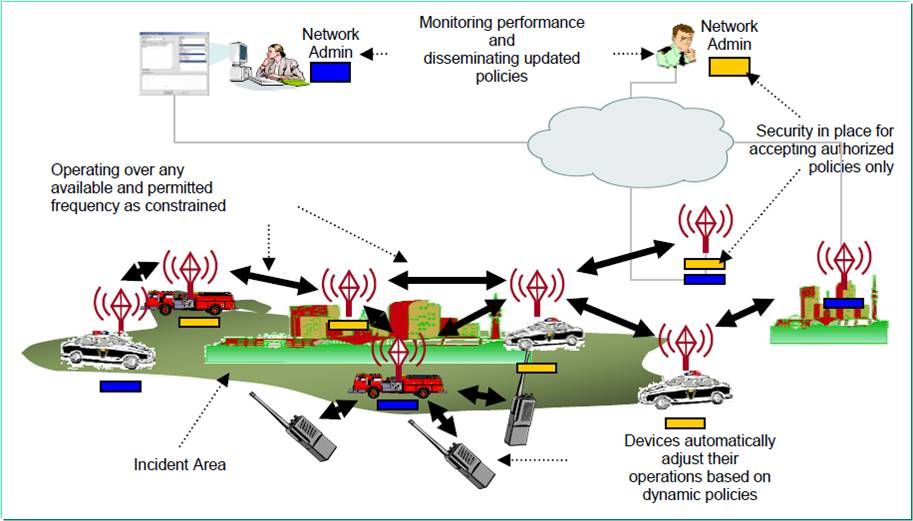 Network
Admin
Monitoring performance
and
disseminating updated
policies
Network
Admin
Security in place for
accepting authorized
policies only
Operating over any
available and permitted
frequency as constrained
Incident Area
Devices automatically
adjust their
operations based on
dynamic policies